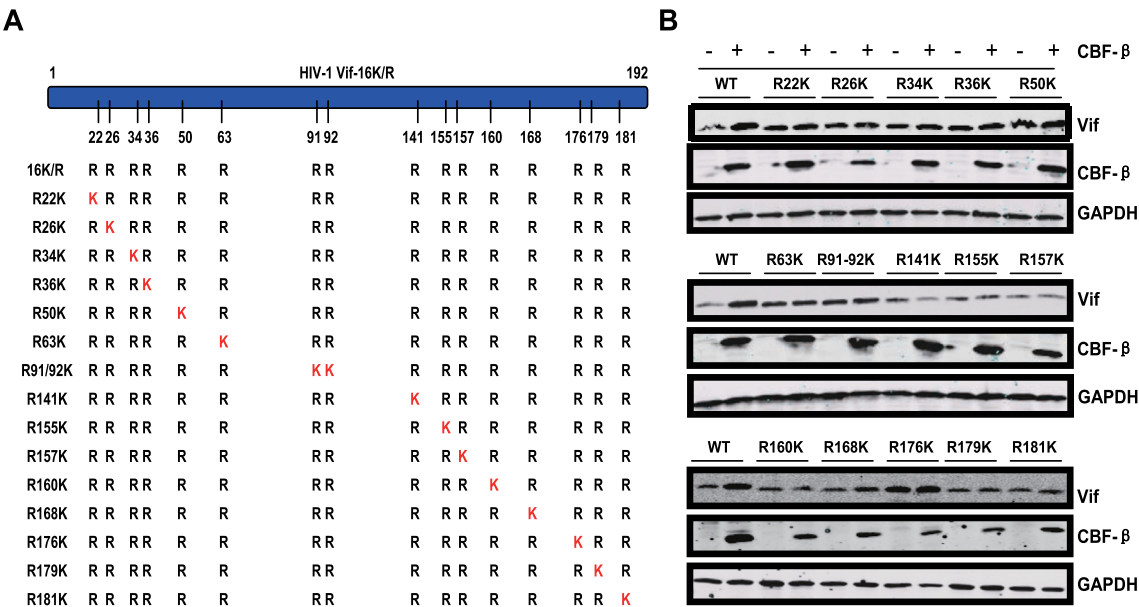 A
1 HIV-1 Vif-16K/R 192
22 26 34 36 50 63 91 92 141 155 157 160 168 176 179 181
16K/R R R R R R R R R R R R R R R R R
R22K K R R R R R R R R R R R R R R R
R26K R K R R R R R R R R R R R R R R
R34K R R K R R R R R R R R R R R R R
R36K R R R K R R R R R R R R R R R R
R50K R R R R K R R R R R R R R R R R
R63K R R R R R K R R R R R R R R R R
R91/92K R R R R R R K K R R R R R R R R
R141K R R R R R R R R K R R R R R R R
R155K R R R R R R R R R K R R R R R R
R157K R R R R R R R R R R K R R R R R
R160K R R R R R R R R R R R K R R R R
R168K R R R R R R R R R R R R K R R R
R176K R R R R R R R R R R R R R K R R
R179K R R R R R R R R R R R R R R K R
R181K R R R R R R R R R R R R R R R K
B
- + - + - + - + - + - + CBF-β
WT R22K R26K R34K R36K R50K
Vif
CBF-β
GAPDH
WT R63K R91-92K R141K R155K R157K
Vif
CBF-β
GAPDH
WT R160K R168K R176K R179K R181K
Vif
CBF-β
GAPDH